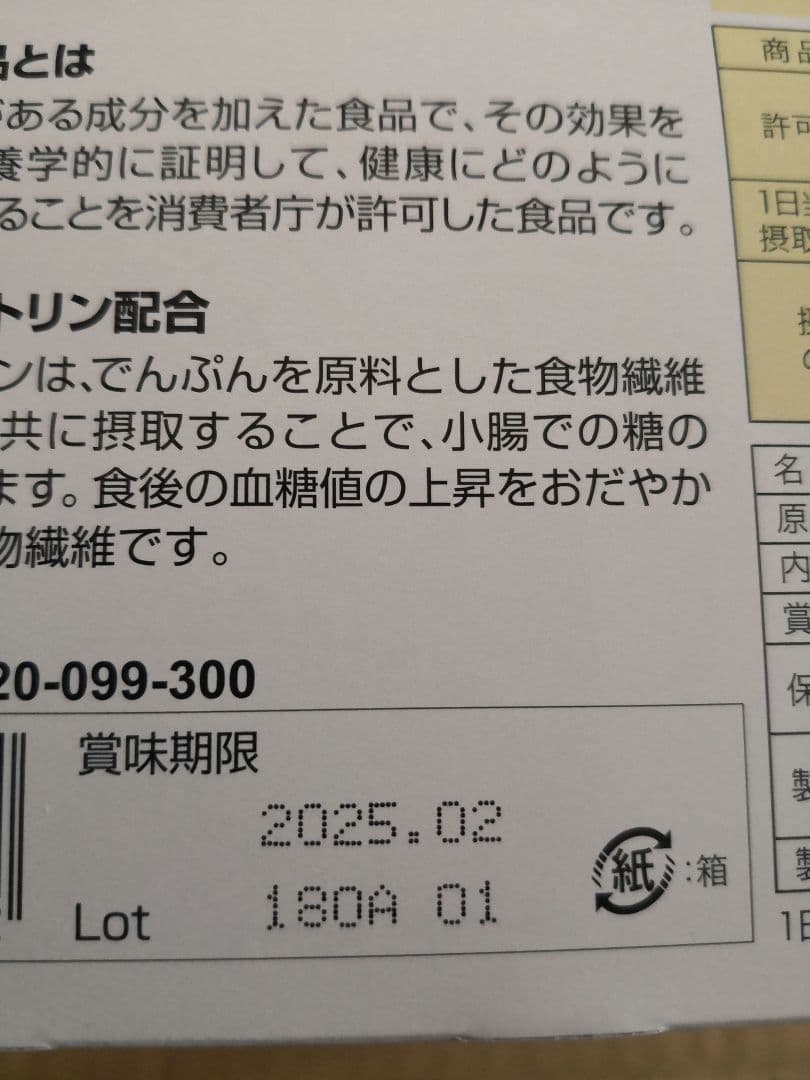 品とは
がある成分を加えた食品で、その効果を
養学的に証明して、健康にどのように
ることを消費者庁が許可した食品です。
トリン配合
ンは、でんぷんを原料とした食物繊維
共に摂取することで、小腸での糖の
ます。食後の血糖値の上昇をおだやか
物繊維です。
20-099-300
賞味期限
2025.02
Lot 180A 01
紙:箱
商品
許可
1日
摂取
摂
の
名
原
内
賞
保
製
製
1日